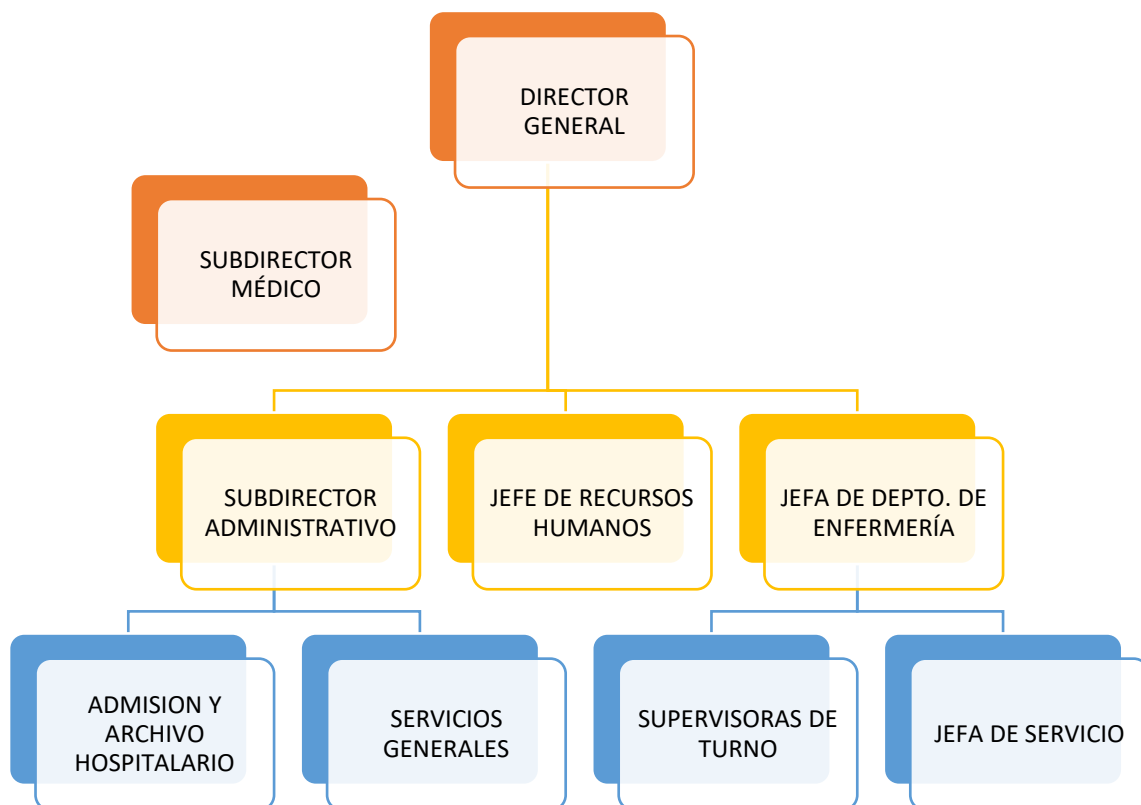 DIRECTOR
GENERAL
SUBDIRECTOR
MÉDICO
SUBDIRECTOR
ADMINISTRATIVO
JEFE DE RECURSOS
HUMANOS
JEFA DE DEPTO. DE
ENFERMERÍA
ADMISION Y
ARCHIVO
HOSPITALARIO
SERVICIOS
GENERALES
SUPERVISORAS DE
TURNO
JEFA DE SERVICIO